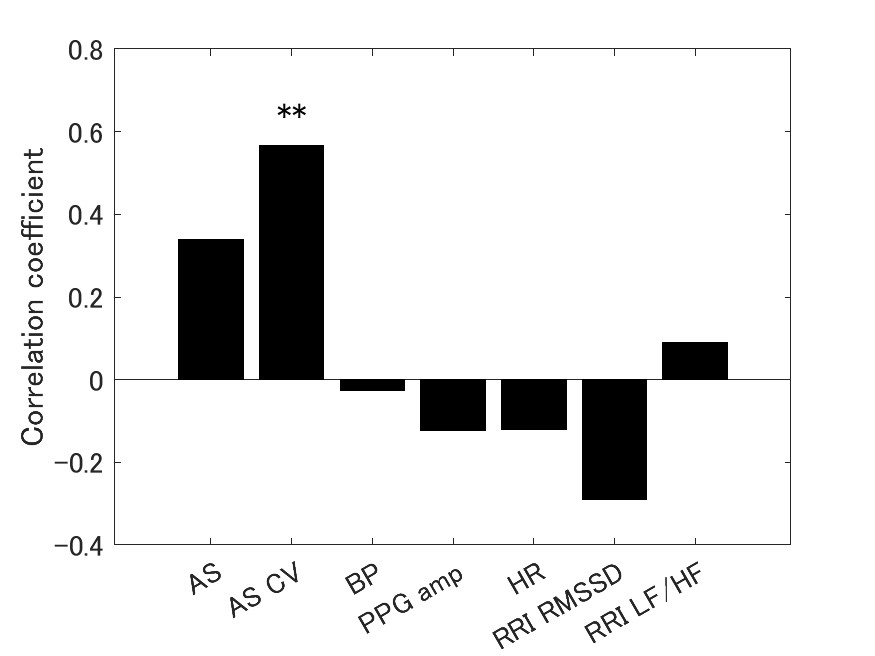 0.8
0.6
0.4
0.2
0
−0.2
−0.4
Correlation coefficient
**
AS
AS CV
BP
PPG amp
HR
RRI RMSSD
RRI LF/HF